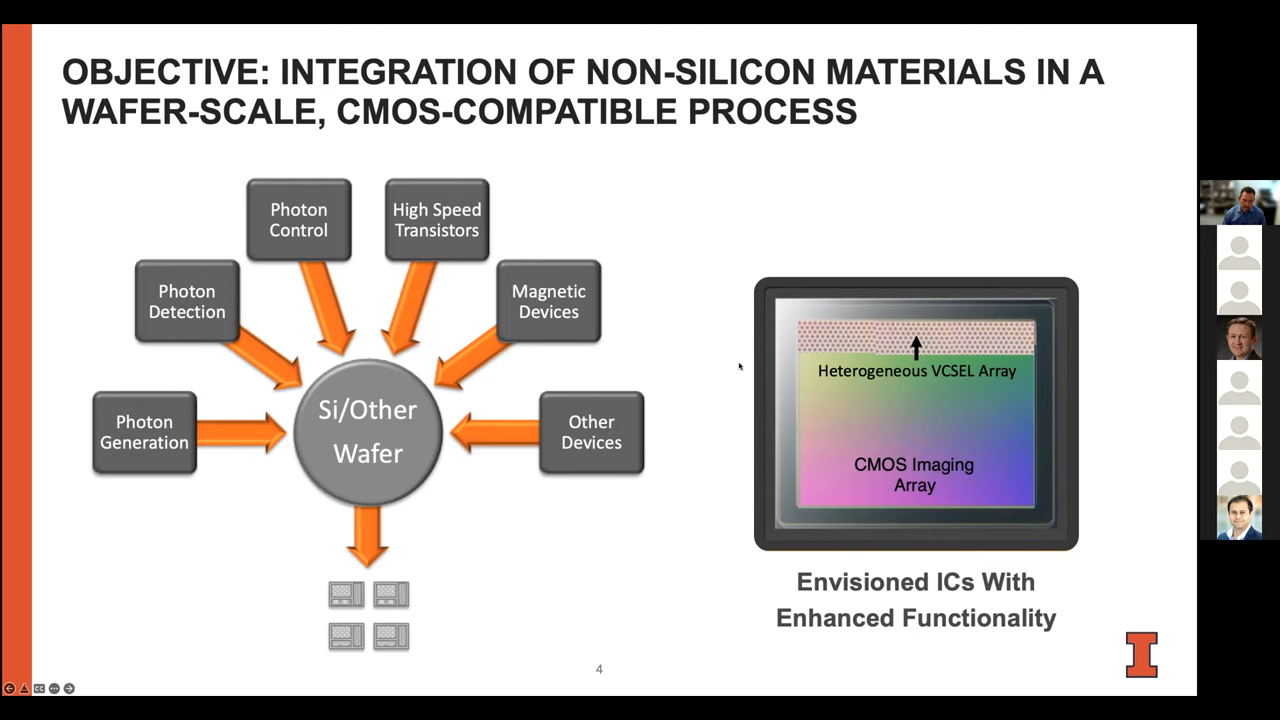 OBJECTIVE: INTEGRATION OF NON-SILICON MATERIALS IN A
WAFER-SCALE, CMOS-COMPATIBLE PROCESS
Photon
Control
High Speed
Transistors
Photon
Detection
Magnetic
Devices
Photon
Generation
Si/Other
Wafer
Other
Devices
Heterogeneous VCSEL Array
CMOS Imaging
Array
Envisioned ICs With
Enhanced Functionality
4
I
CC